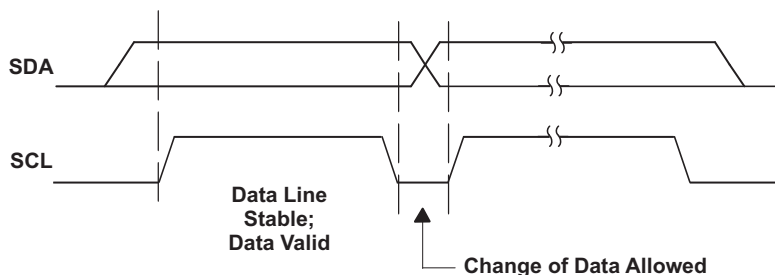 SDA
SCL
Data Line
Stable;
Data Valid
Change of Data Allowed